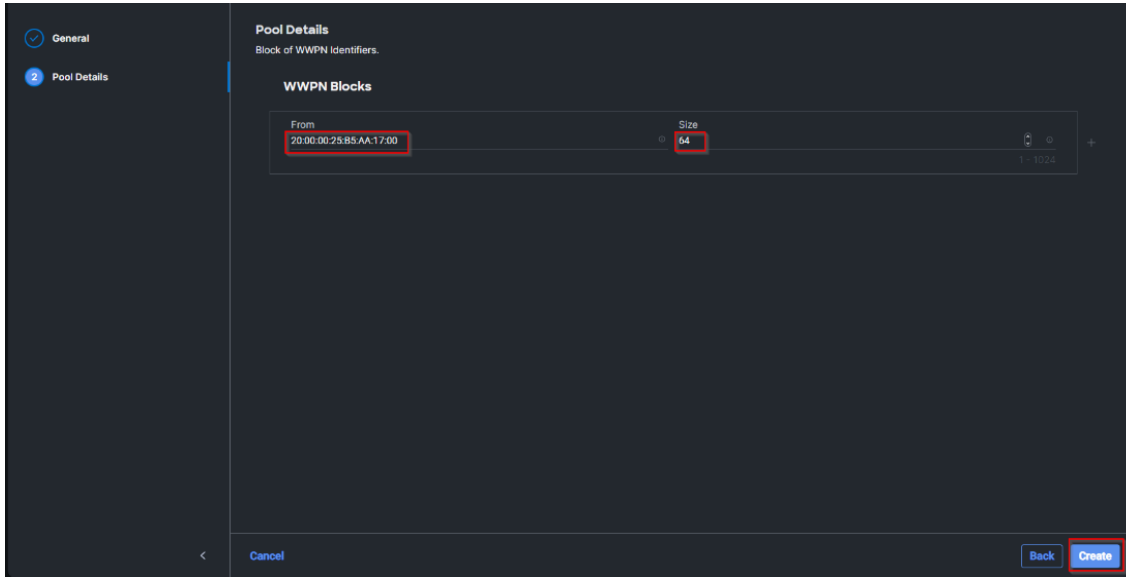 General
2 Pool Details
Pool Details
Block of WWPN Identifiers.
WWPN Blocks
From
20:00:00:25:B5:AA:17:00
Size
64
1 - 1024
Cancel
Back
Create